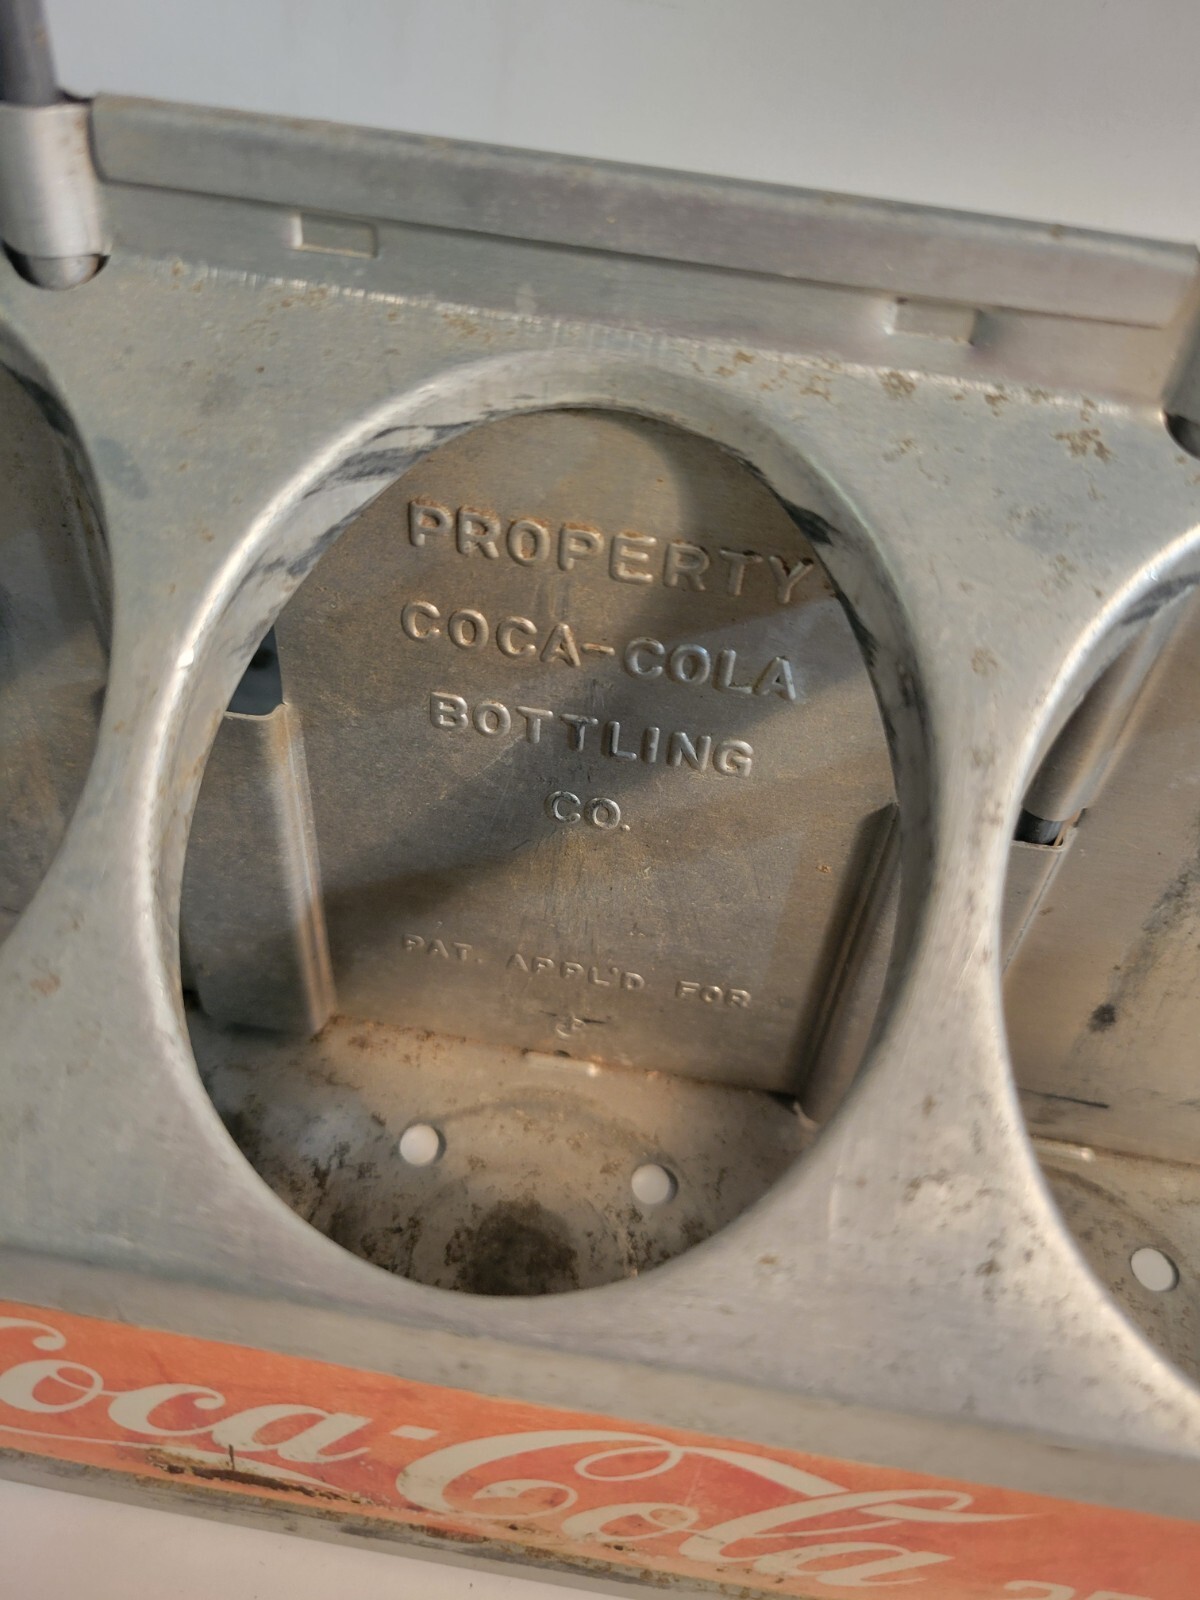 PROPERTY
COCA-COLA
BOTTLING
CO.
PAT. APPL'D FOR
Coca-Cola